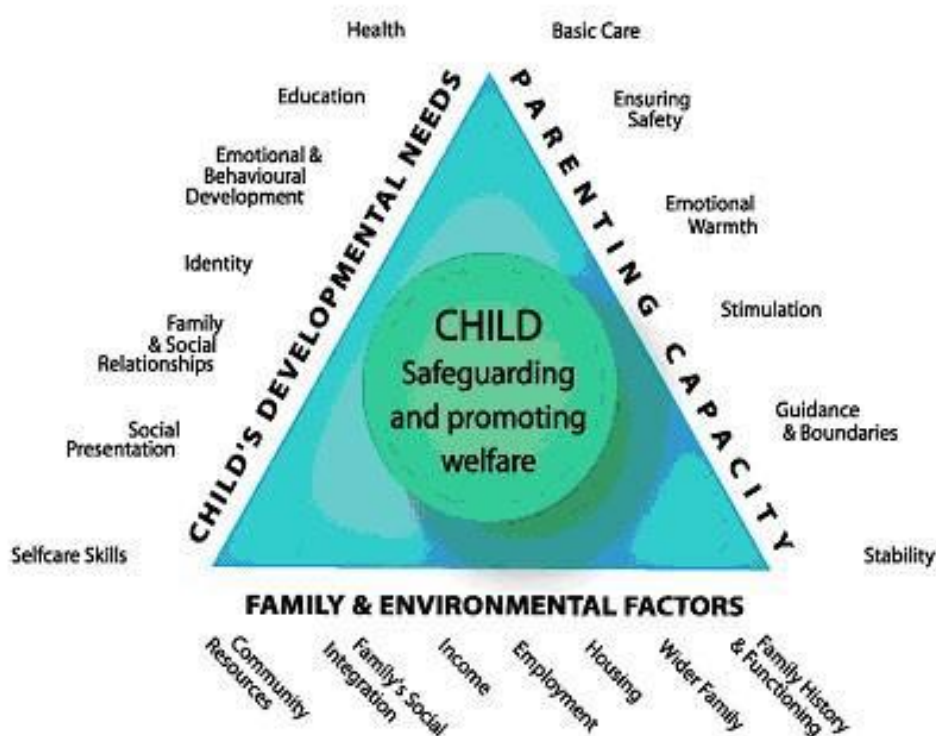 Health
Education
Emotional &
Behavioural
Development
Identity
Family
& Social
Relationships
Social
Presentation
Selfcare Skills
CHILD'S DEVELOPMENTAL NEEDS
CHILD
Safeguarding
and promoting
welfare
PARENTING CAPACITY
Basic Care
Ensuring
Safety
Emotional
Warmth
Stimulation
Guidance
& Boundaries
Stability
FAMILY & ENVIRONMENTAL FACTORS
Community
Resources
Family's Social
Integration
Income
Employment
Housing
Wider Family
Family History
& Functioning